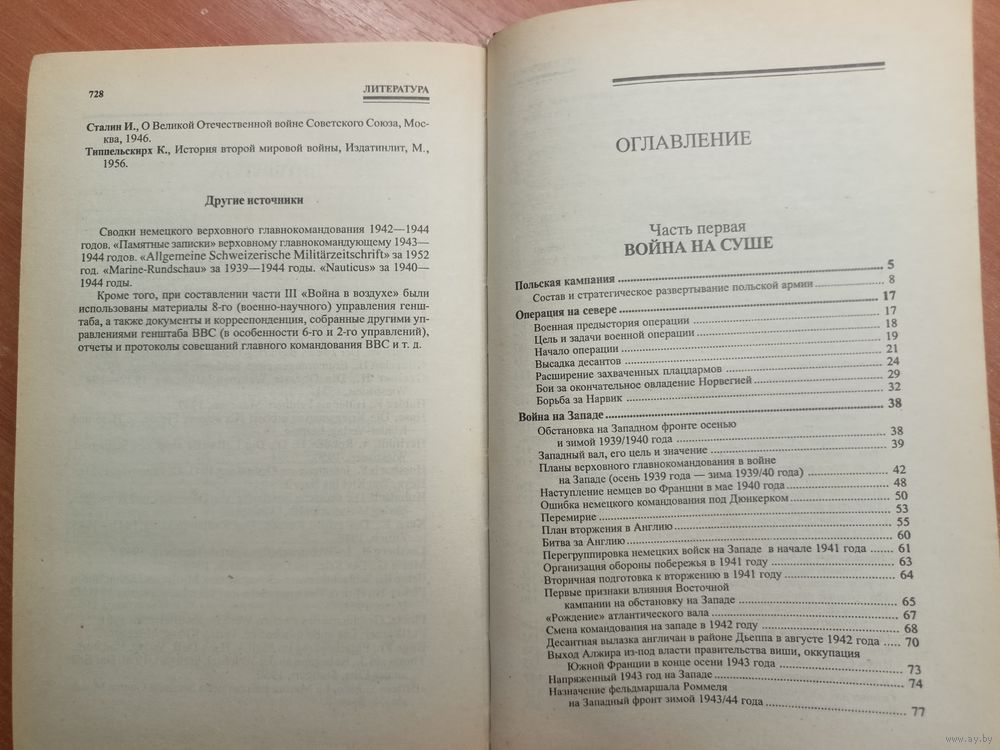 728
ЛИТЕРАТУРА
Сталин И., О Великой Отечественной войне Советского Союза, Мос-
ква, 1946.
Типпельскирх К., История второй мировой войны, Издатинлит, М.,
1956.
Другие источники
Сводки немецкого верховного главнокомандования 1942—1944
годов. «Памятные записки» верховному главнокомандующему 1943—
1944 годов. «Allgemeine Schweizerische Militärzeitschrift» за 1952
год. «Marine-Rundschau» за 1939—1944 годы. «Nauticus» за 1940—
1944 годы.
Кроме того, при составлении части III «Война в воздухе» были
использованы материалы 8-го (военно-научного) управления генш-
таба, а также документы и корреспонденция, собранные другими уп-
равлениями генштаба ВВС (в особенности 6-го и 2-го управлений),
отчеты и протоколы совещаний главного командования ВВС и т. д.
ОГЛАВЛЕНИЕ
Часть первая
ВОЙНА НА СУШЕ
Польская кампания 5
Состав и стратегическое развертывание польской армии 8
Операция на севере 17
Военная предыстория операции 17
Цель и задачи военной операции 18
Начало операции 19
Высадка десантов 21
Расширение захваченных плацдармов 24
Бои за окончательное овладение Норвегией 29
Борьба за Нарвик 32
Война на Западе 38
Обстановка на Западном фронте осенью
и зимой 1939/1940 года 38
Западный вал, его цель и значение 39
Планы верховного главнокомандования в войне
на Западе (осень 1939 года — зима 1939/40 года) 42
Наступление немцев во Франции в мае 1940 года 48
Ошибка немецкого командования под Дюнкерком 50
Перемирие 53
План вторжения в Англию 55
Битва за Англию 60
Перегруппировка немецких войск на Западе в начале 1941 года 61
Организация обороны побережья в 1941 году 63
Вторичная подготовка к вторжению в 1941 году 64
Первые признаки влияния Восточной
кампании на обстановку на Западе 65
«Рождение» атлантического вала 67
Смена командования на западе в 1942 году 68
Десантная вылазка англичан в районе Дьеппа в августе 1942 года 70
Выход Алжира из-под власти правительства виши, оккупация
Южной Франции в конце осени 1943 года 73
Напряженный 1943 год на Западе 74
Назначение фельдмаршала Роммеля
на Западный фронт зимой 1943/44 года 77
www.ay.by